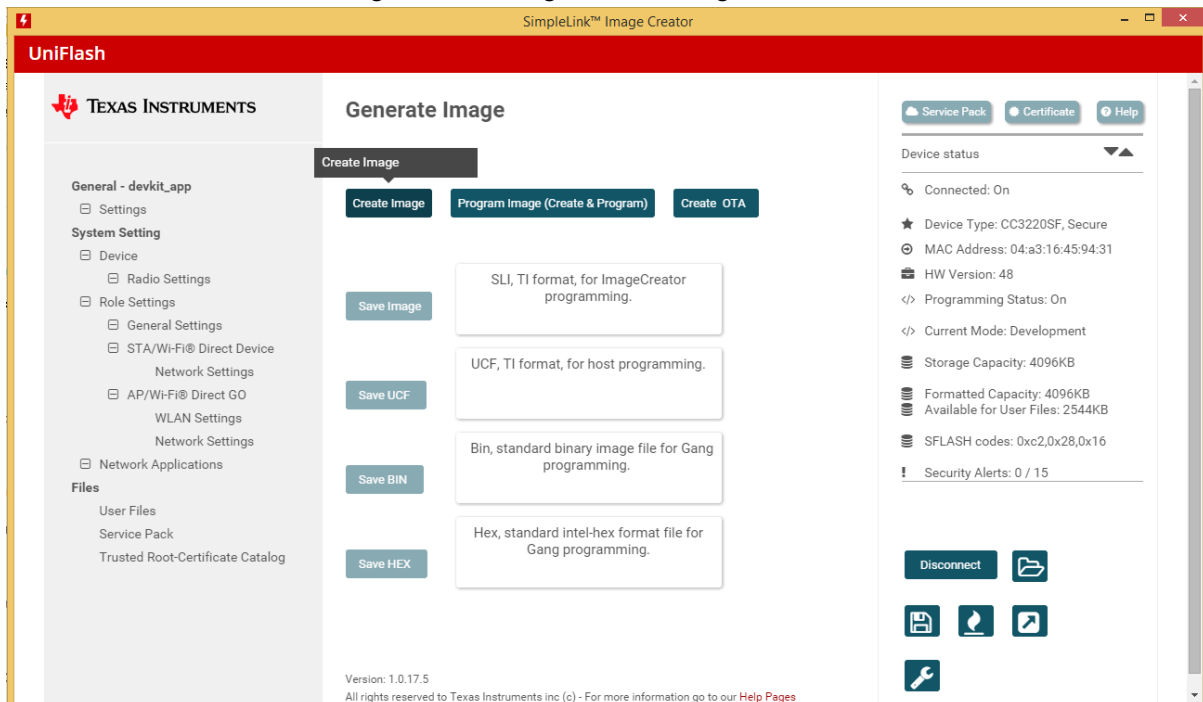 SimpleLink™ Image Creator
UniFlash
TEXAS INSTRUMENTS
General - devkit_app
Settings
System Setting
Device
Radio Settings
Role Settings
General Settings
STA/Wi-Fi® Direct Device
Network Settings
AP/Wi-Fi® Direct GO
WLAN Settings
Network Settings
Network Applications
Files
User Files
Service Pack
Trusted Root-Certificate Catalog
Generate Image
Create Image
Create Image
Program Image (Create & Program)
Create OTA
Save Image
SLI, TI format, for ImageCreator
programming.
Save UCF
UCF, TI format, for host programming.
Save BIN
Bin, standard binary image file for Gang
programming.
Save HEX
Hex, standard intel-hex format file for
Gang programming.
Version: 1.0.17.5
All rights reserved to Texas Instruments inc (c) - For more information go to our Help Pages
Service Pack
Certificate
Help
Device status
Connected: On
Device Type: CC3220SF, Secure
MAC Address: 04:a3:16:45:94:31
HW Version: 48
Programming Status: On
Current Mode: Development
Storage Capacity: 4096KB
Formatted Capacity: 4096KB
Available for User Files: 2544KB
SFLASH codes: 0xc2,0x28,0x16
Security Alerts: 0 / 15
Disconnect